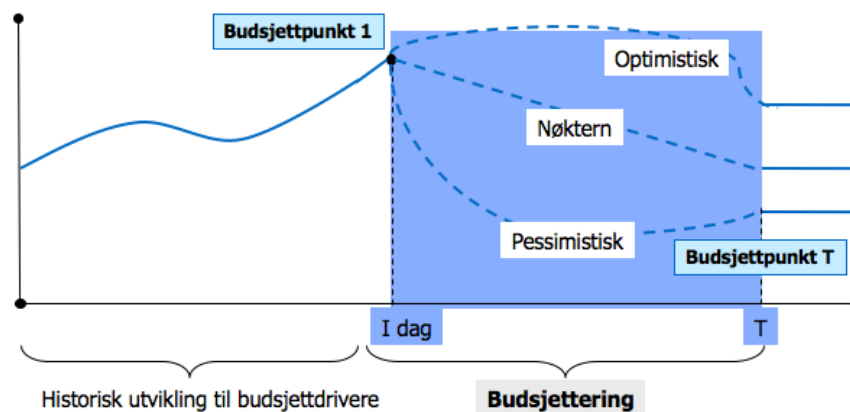 Budsjettpunkt 1
Optimistisk
Nøktern
Pessimistisk
Budsjettpunkt T
I dag
T
Historisk utvikling til budsjettdrivere
Budsjettering